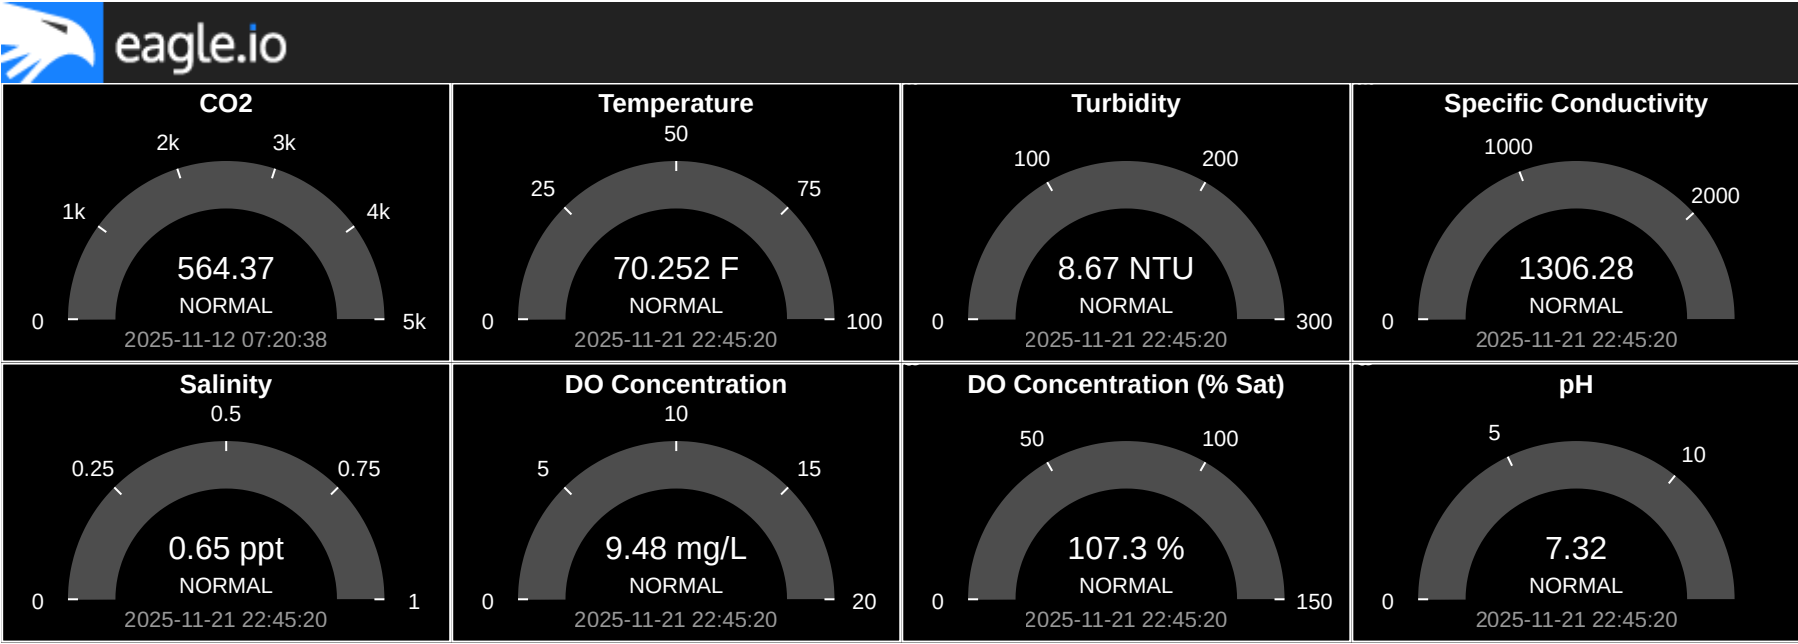 eagle.io
CO2
2k 3k
1k 4k
564.37
NORMAL
0 5k
2025-11-12 07:20:38
Temperature
50
25 75
70.252 F
NORMAL
0 100
2025-11-21 22:45:20
Turbidity
100 200
8.67 NTU
NORMAL
0 300
2025-11-21 22:45:20
Specific Conductivity
1000
2000
1306.28
NORMAL
0
2025-11-21 22:45:20
Salinity
0.5
0.25 0.75
0.65 ppt
NORMAL
0 1
2025-11-21 22:45:20
DO Concentration
10
5 15
9.48 mg/L
NORMAL
0 20
2025-11-21 22:45:20
DO Concentration (% Sat)
50 100
107.3 %
NORMAL
0 150
2025-11-21 22:45:20
pH
5
10
7.32
NORMAL
0
2025-11-21 22:45:20